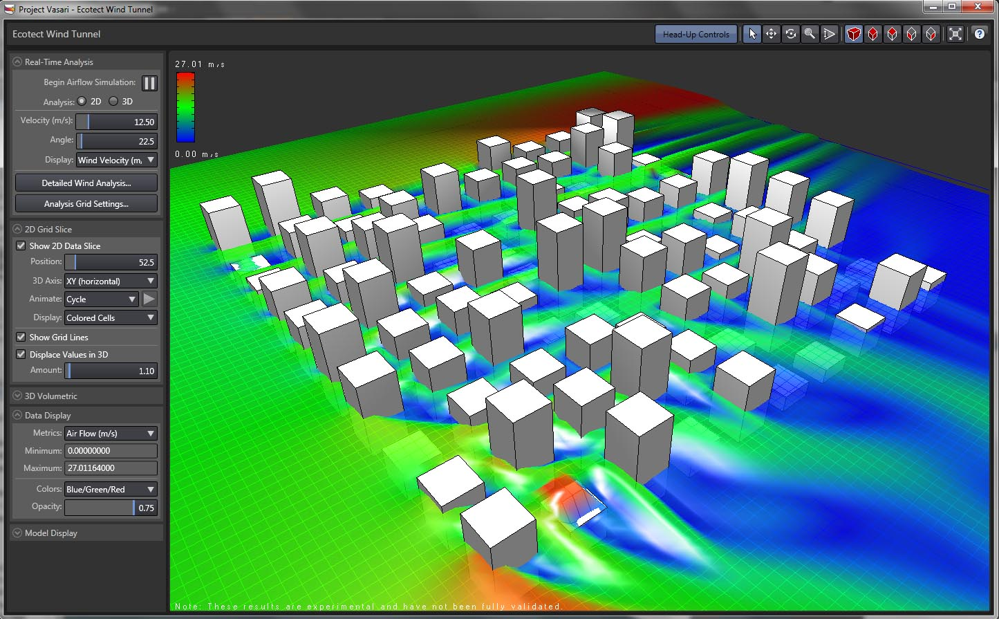 Project Vasari - Ecotect Wind Tunnel
Ecotect Wind Tunnel
Head-Up Controls
?
Real-Time Analysis
Begin Airflow Simulation:
Analysis: 2D 3D
Velocity (m/s): 12.50
Angle: 22.5
Display: Wind Velocity (m,
Detailed Wind Analysis...
Analysis Grid Settings...
2D Grid Slice
Show 2D Data Slice
Position: 52.5
3D Axis: XY (horizontal)
Animate: Cycle
Display: Colored Cells
Show Grid Lines
Displace Values in 3D
Amount: 1.10
3D Volumetric
Data Display
Metrics: Air Flow (m/s)
Minimum: 0.00000000
Maximum: 27.01164000
Colors: Blue/Green/Red
Opacity: 0.75
Model Display
27.01 m/s
0.00 m/s
Note: These results are experimental and have not been fully validated.